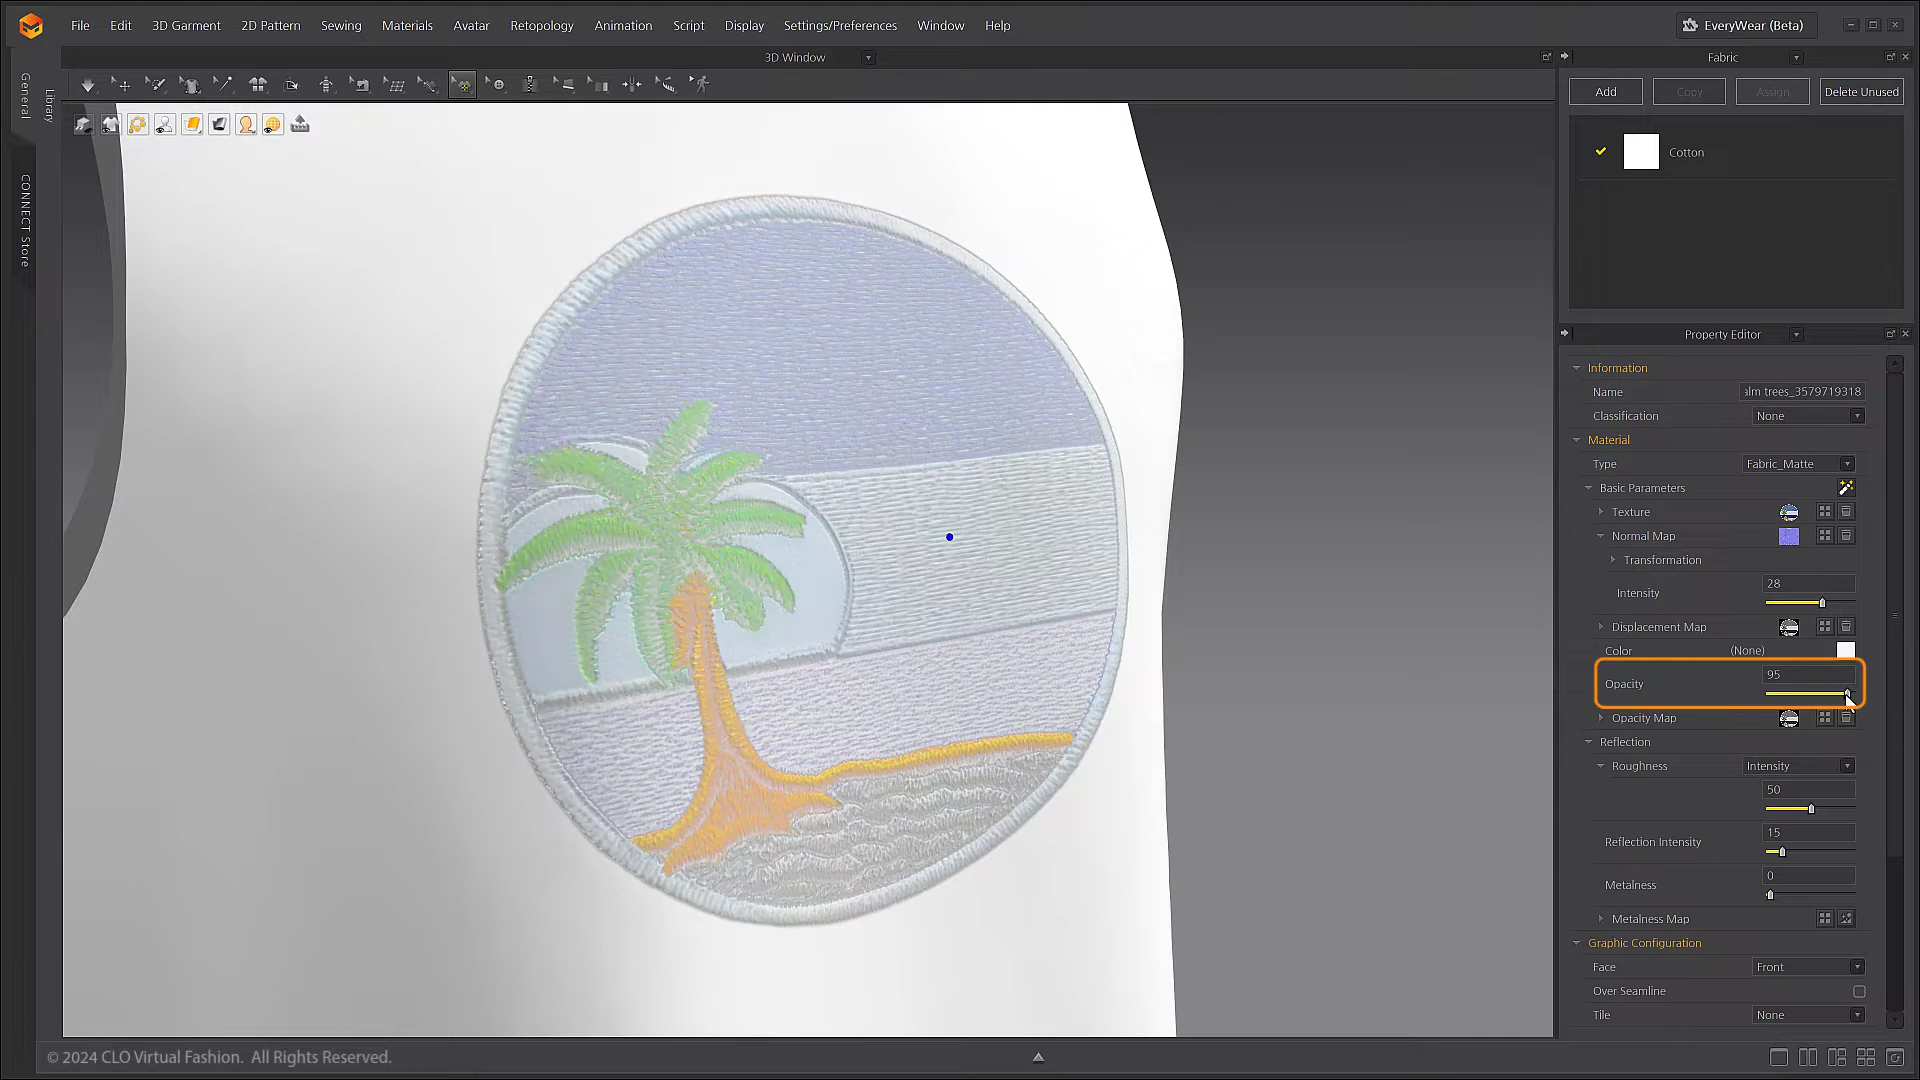 File Edit 3D Garment 2D Pattern Sewing Materials Avatar Retopology Animation Script Display Settings/Preferences Window Help EveryWear (Beta)
3D Window
General
Library
CONNECT Store
Fabric
Add Copy Assign Delete Unused
Cotton
Property Editor
Information
Name alm trees_3579719318
Classification None
Material
Type Fabric_Matte
Basic Parameters
Texture
Normal Map
Transformation
Intensity 28
Displacement Map
Color (None)
Opacity 95
Opacity Map
Reflection
Roughness Intensity
50
Reflection Intensity 15
Metalness 0
Metalness Map
Graphic Configuration
Face Front
Over Seamline
Tile None
© 2024 CLO Virtual Fashion. All Rights Reserved.